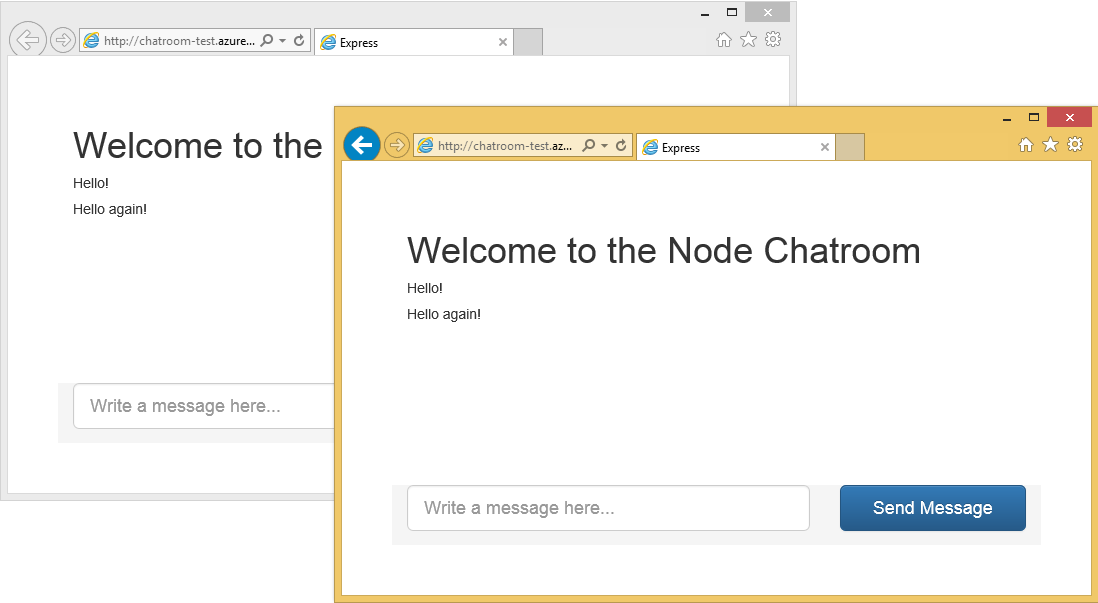 http://chatroom-test.azure...
Express
Welcome to the
Hello!
Hello again!
Write a message here...
http://chatroom-test.az...
Express
Welcome to the Node Chatroom
Hello!
Hello again!
Write a message here...
Send Message